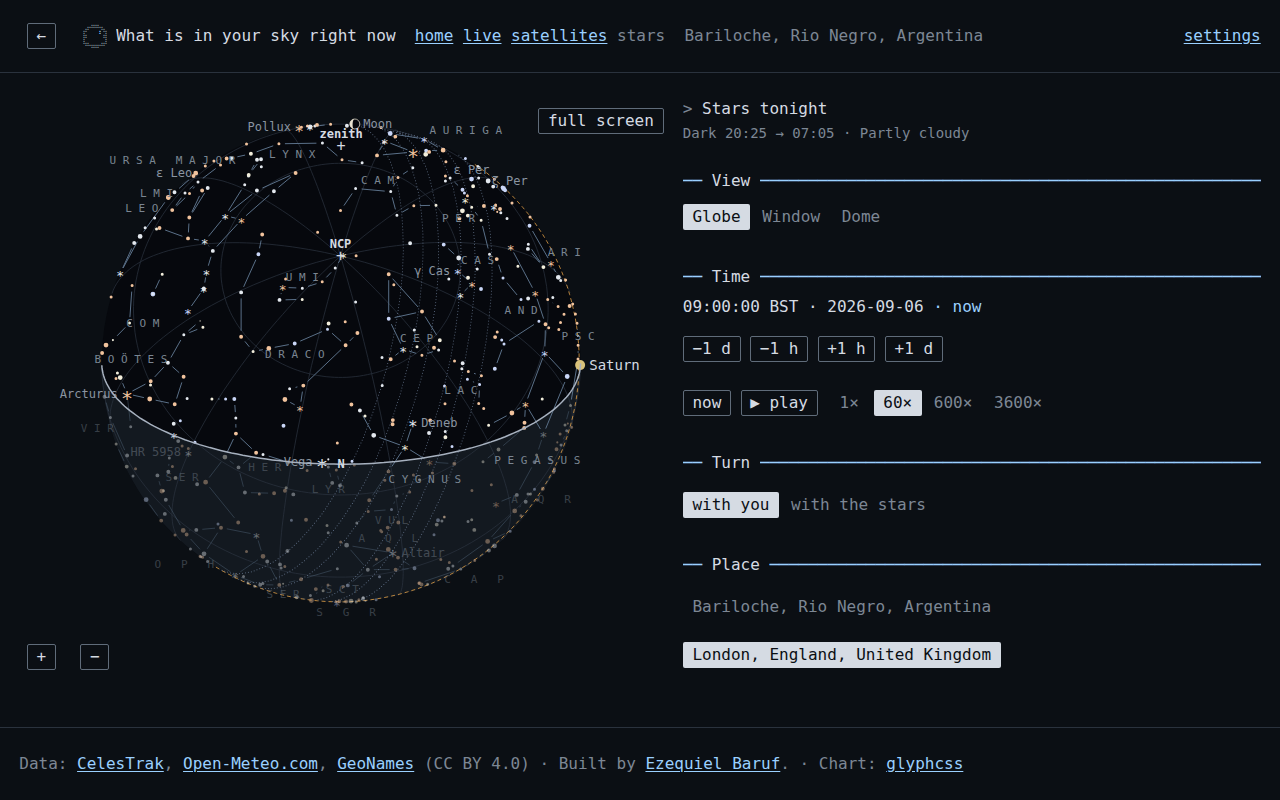 ← What is in your sky right now home live satellites stars Bariloche, Rio Negro, Argentina settings
full screen
Pollux
Moon
zenith
AURIGA
LYNX
URSA MAJOR
ε Leo
ε Per
ζ Per
CAM
LMI
LEO
PER
NCP
ARI
CAS
γ Cas
UMI
AND
COM
CEP
PSC
DRACO
BOÖTES
Saturn
LAC
Arcturus
Deneb
VIR
HR 5958
Vega
N
HER
PEGASUS
SER
CYGNUS
LYR
AQR
VUL
AQL
Altair
OPH
CAP
SER
SCT
SGR
+ −
> Stars tonight
Dark 20:25 → 07:05 · Partly cloudy
View
Globe Window Dome
Time
09:00:00 BST · 2026-09-06 · now
−1 d −1 h +1 h +1 d
now ▶ play 1× 60× 600× 3600×
Turn
with you with the stars
Place
Bariloche, Rio Negro, Argentina
London, England, United Kingdom
Data: CelesTrak, Open-Meteo.com, GeoNames (CC BY 4.0) · Built by Ezequiel Baruf. · Chart: glyphcss